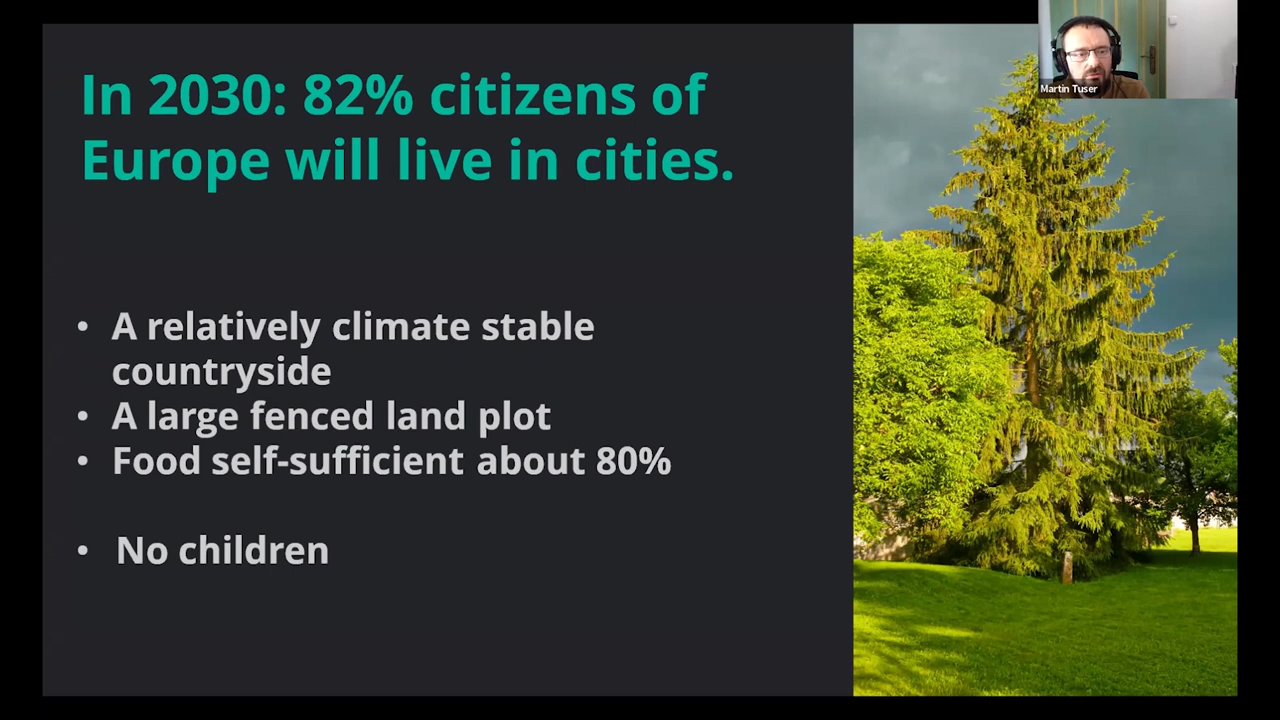 In 2030: 82% citizens of
Europe will live in cities.
• A relatively climate stable
countryside
• A large fenced land plot
• Food self-sufficient about 80%
• No children
Martin Tuser